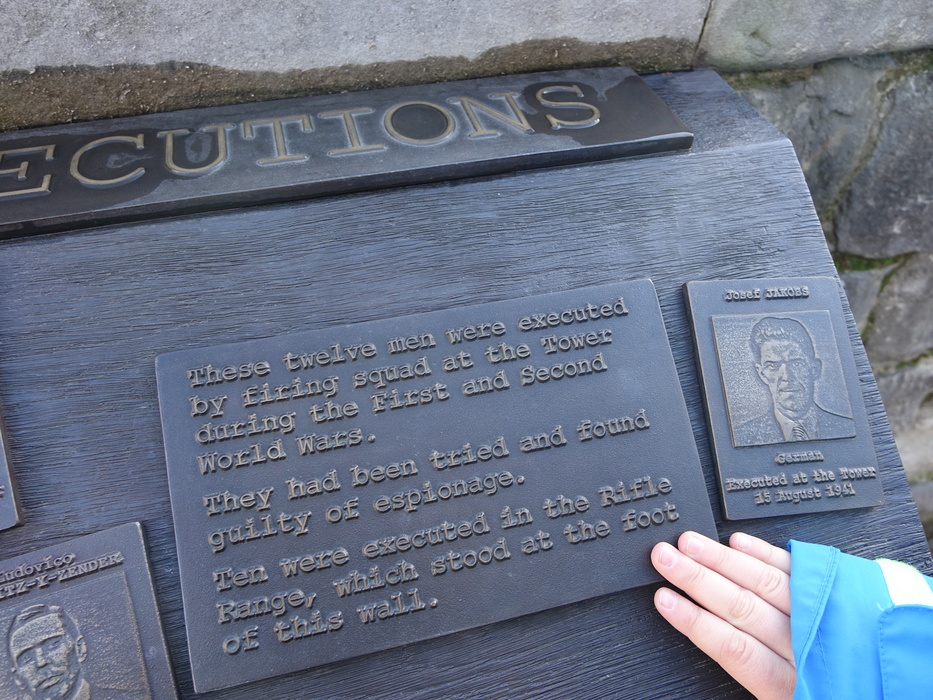 ECUTIONS
These twelve men were executed
by firing squad at the Tower
during the First and Second
World Wars.
They had been tried and found
guilty of espionage.
Ten were executed in the Rifle
Range, which stood at the foot
of this wall.
Josef JAKOBS
German
Executed at the Tower
15 August 1941
Ludovico
ITZ-Y-ZENDER